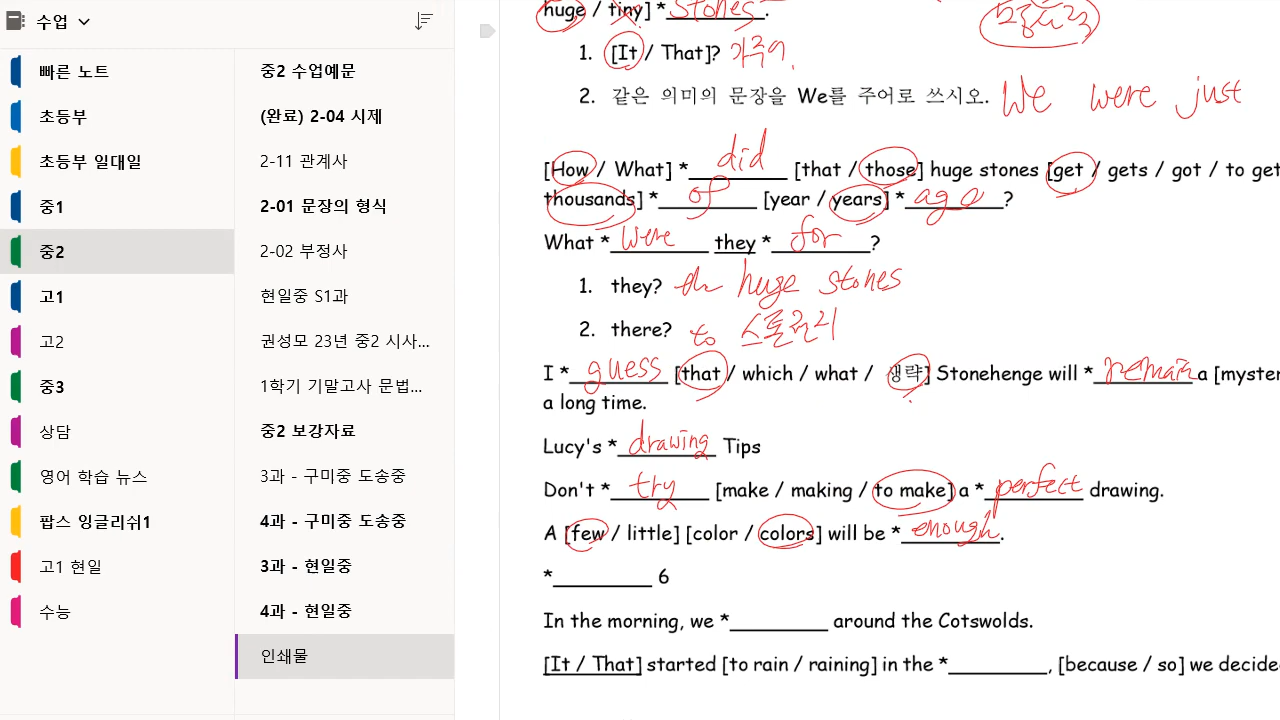 수업
빠른 노트
초등부
초등부 일대일
중1
중2
고1
고2
중3
상담
영어 학습 뉴스
팝스 잉글리쉬1
고1 현일
수능
중2 수업예문
(완료) 2-04 시제
2-11 관계사
2-01 문장의 형식
2-02 부정사
현일중 S1과
권성모 23년 중2 시사...
1학기 기말고사 문법...
중2 보강자료
3과 - 구미중 도송중
4과 - 구미중 도송중
3과 - 현일중
4과 - 현일중
인쇄물
huge / tiny] *stones.
1. [It / That]? 가주어.
2. 같은 의미의 문장을 We를 주어로 쓰시오. We were just
[How / What] *did [that / those] huge stones [get / gets / got / to get
thousands] *of [year / years] *ago?
What *were they *for?
1. they? the huge stones
2. there? to 스톤헨지
I *guess [that / which / what / 생략] Stonehenge will *remain a [myster
a long time.
Lucy's *drawing Tips
Don't *try [make / making / to make] a *perfect drawing.
A [few / little] [color / colors] will be *enough.
*__________ 6
In the morning, we *__________ around the Cotswolds.
[It / That] started [to rain / raining] in the *__________, [because / so] we decide